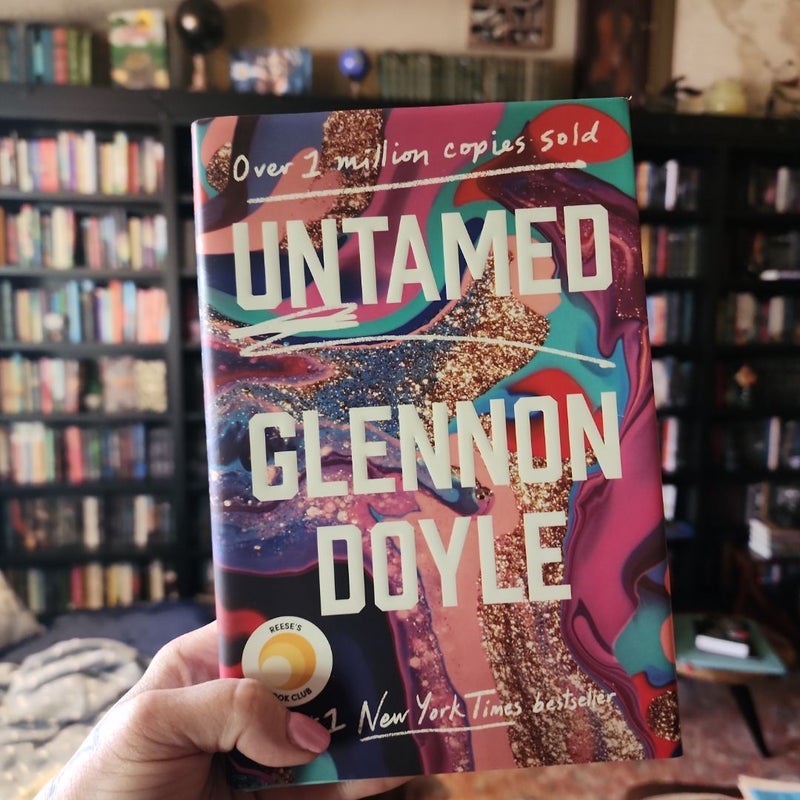 Over 1 million copies sold
UNTAMED
GLENNON
DOYLE
REESE'S
BOOK CLUB
1 New York Times bestseller